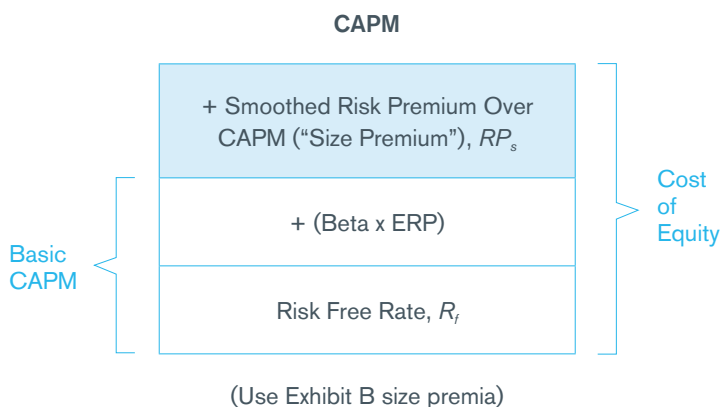 CAPM
+ Smoothed Risk Premium Over
CAPM (“Size Premium”), RPₛ
+ (Beta x ERP)
Basic
CAPM
Cost
of
Equity
Risk Free Rate, R_f
(Use Exhibit B size premia)